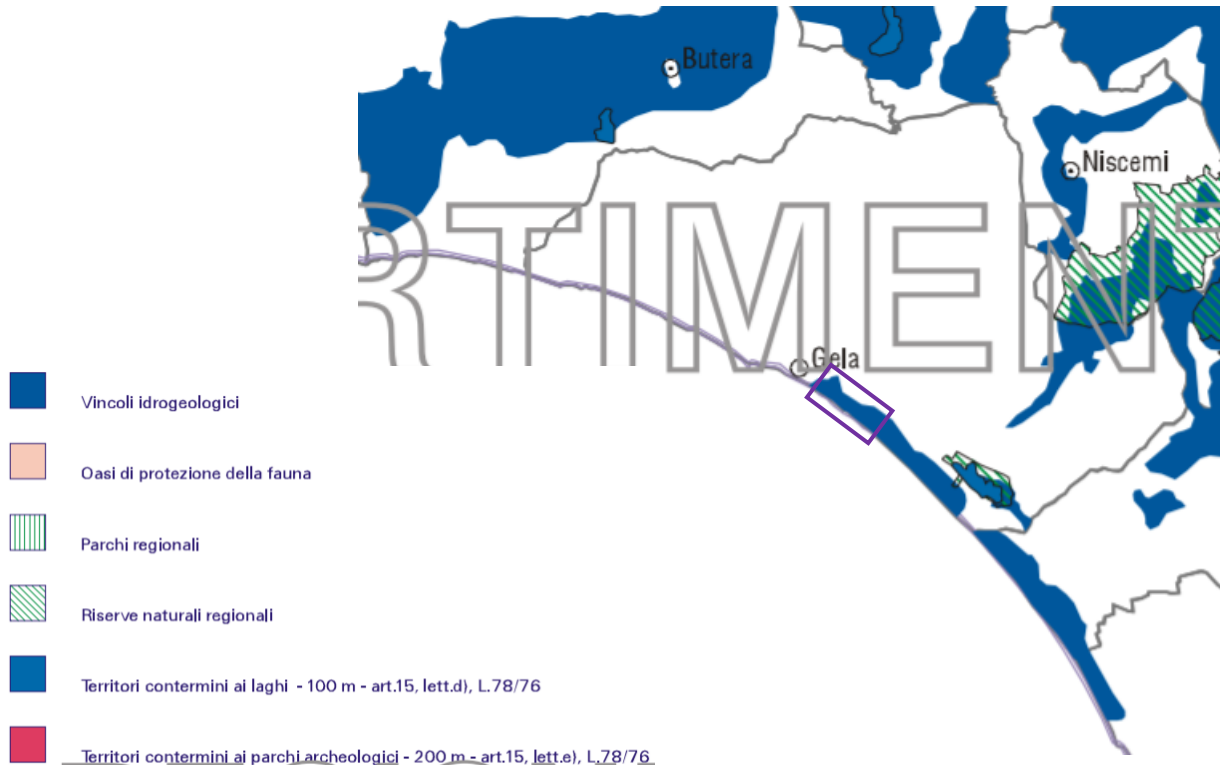 Butera
Niscemi
RTIMENT
Gela
Vincoli idrogeologici
Oasi di protezione della fauna
Parchi regionali
Riserve naturali regionali
Territori contermini ai laghi - 100 m - art.15, lett.d), L.78/76
Territori contermini ai parchi archeologici - 200 m - art.15, lett.e), L.78/76